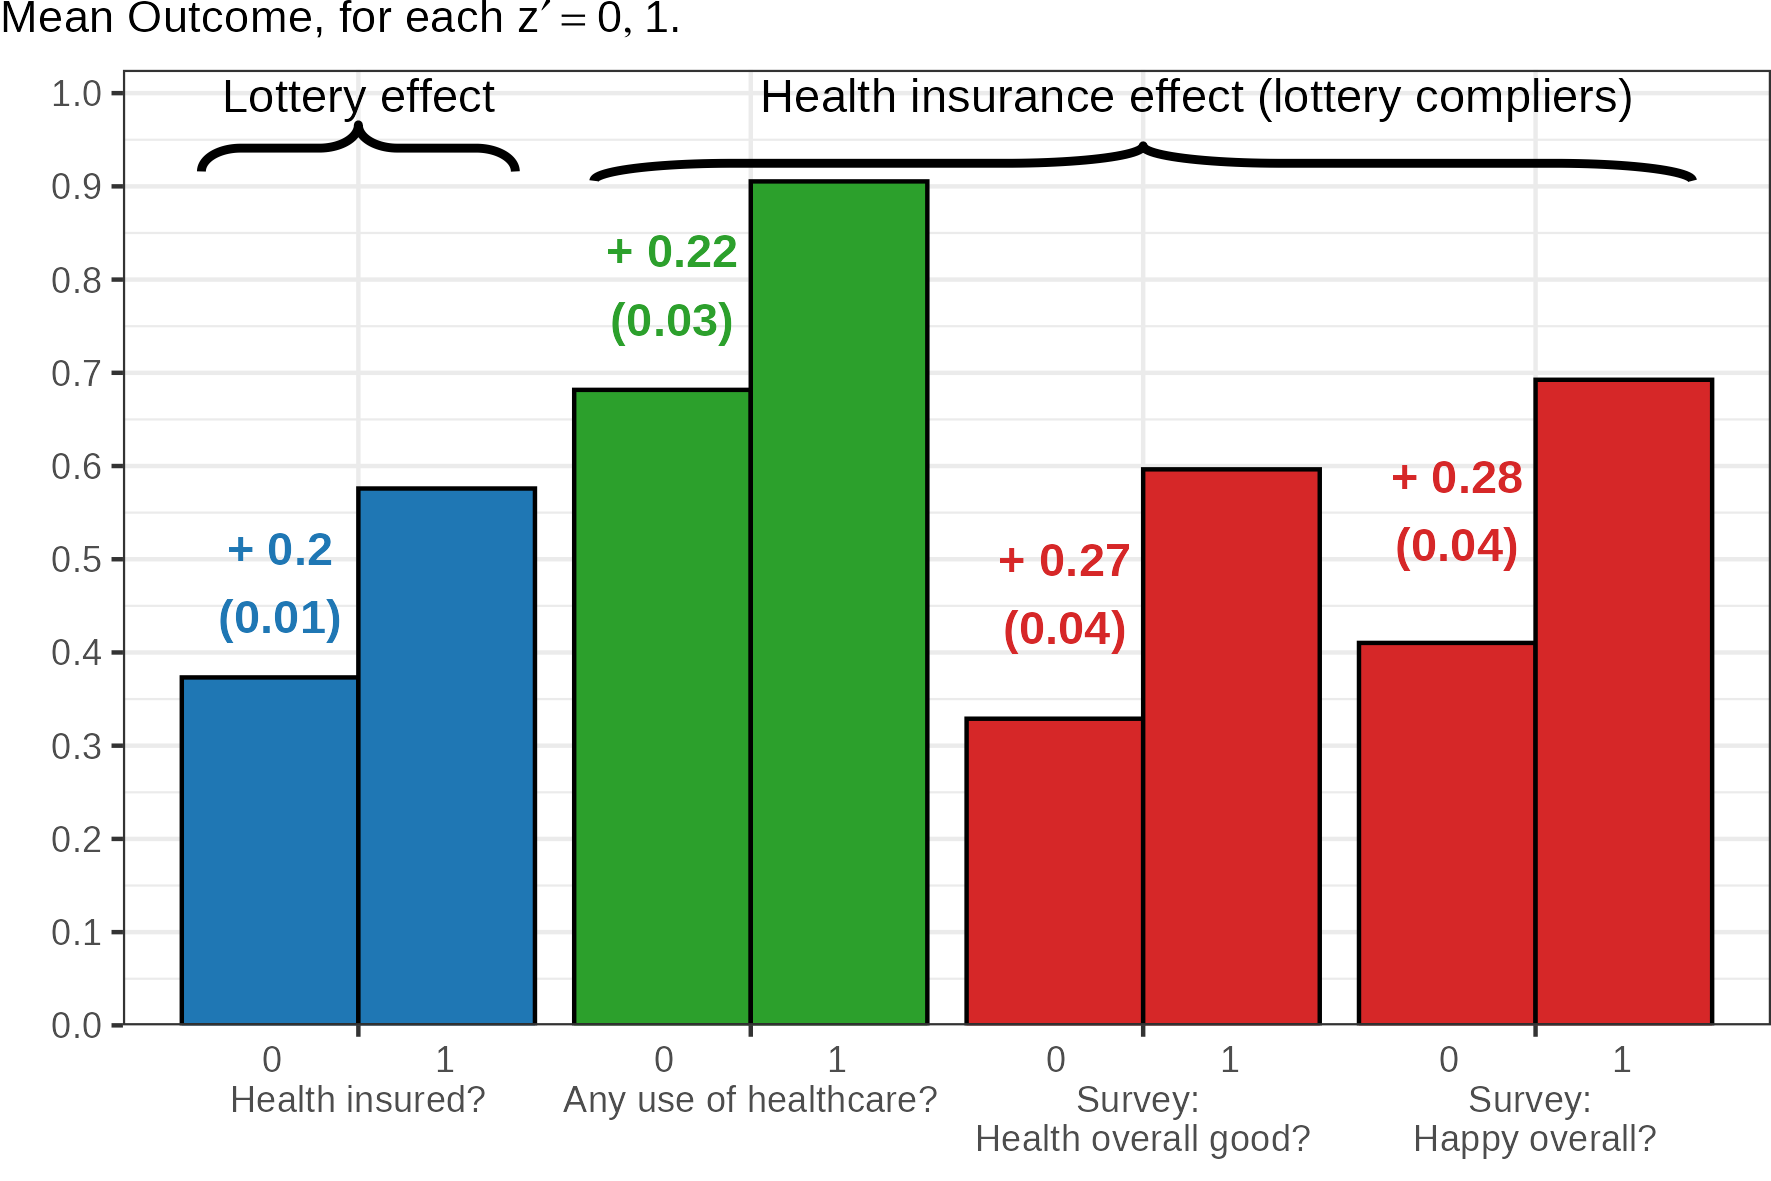 Mean Outcome, for each z′ = 0, 1.
Lottery effect
Health insurance effect (lottery compliers)
1.0
0.9
0.8
0.7
0.6
0.5
0.4
0.3
0.2
0.1
0.0
+ 0.2
(0.01)
+ 0.22
(0.03)
+ 0.27
(0.04)
+ 0.28
(0.04)
0 1
Health insured?
0 1
Any use of healthcare?
0 1
Survey:
Health overall good?
0 1
Survey:
Happy overall?